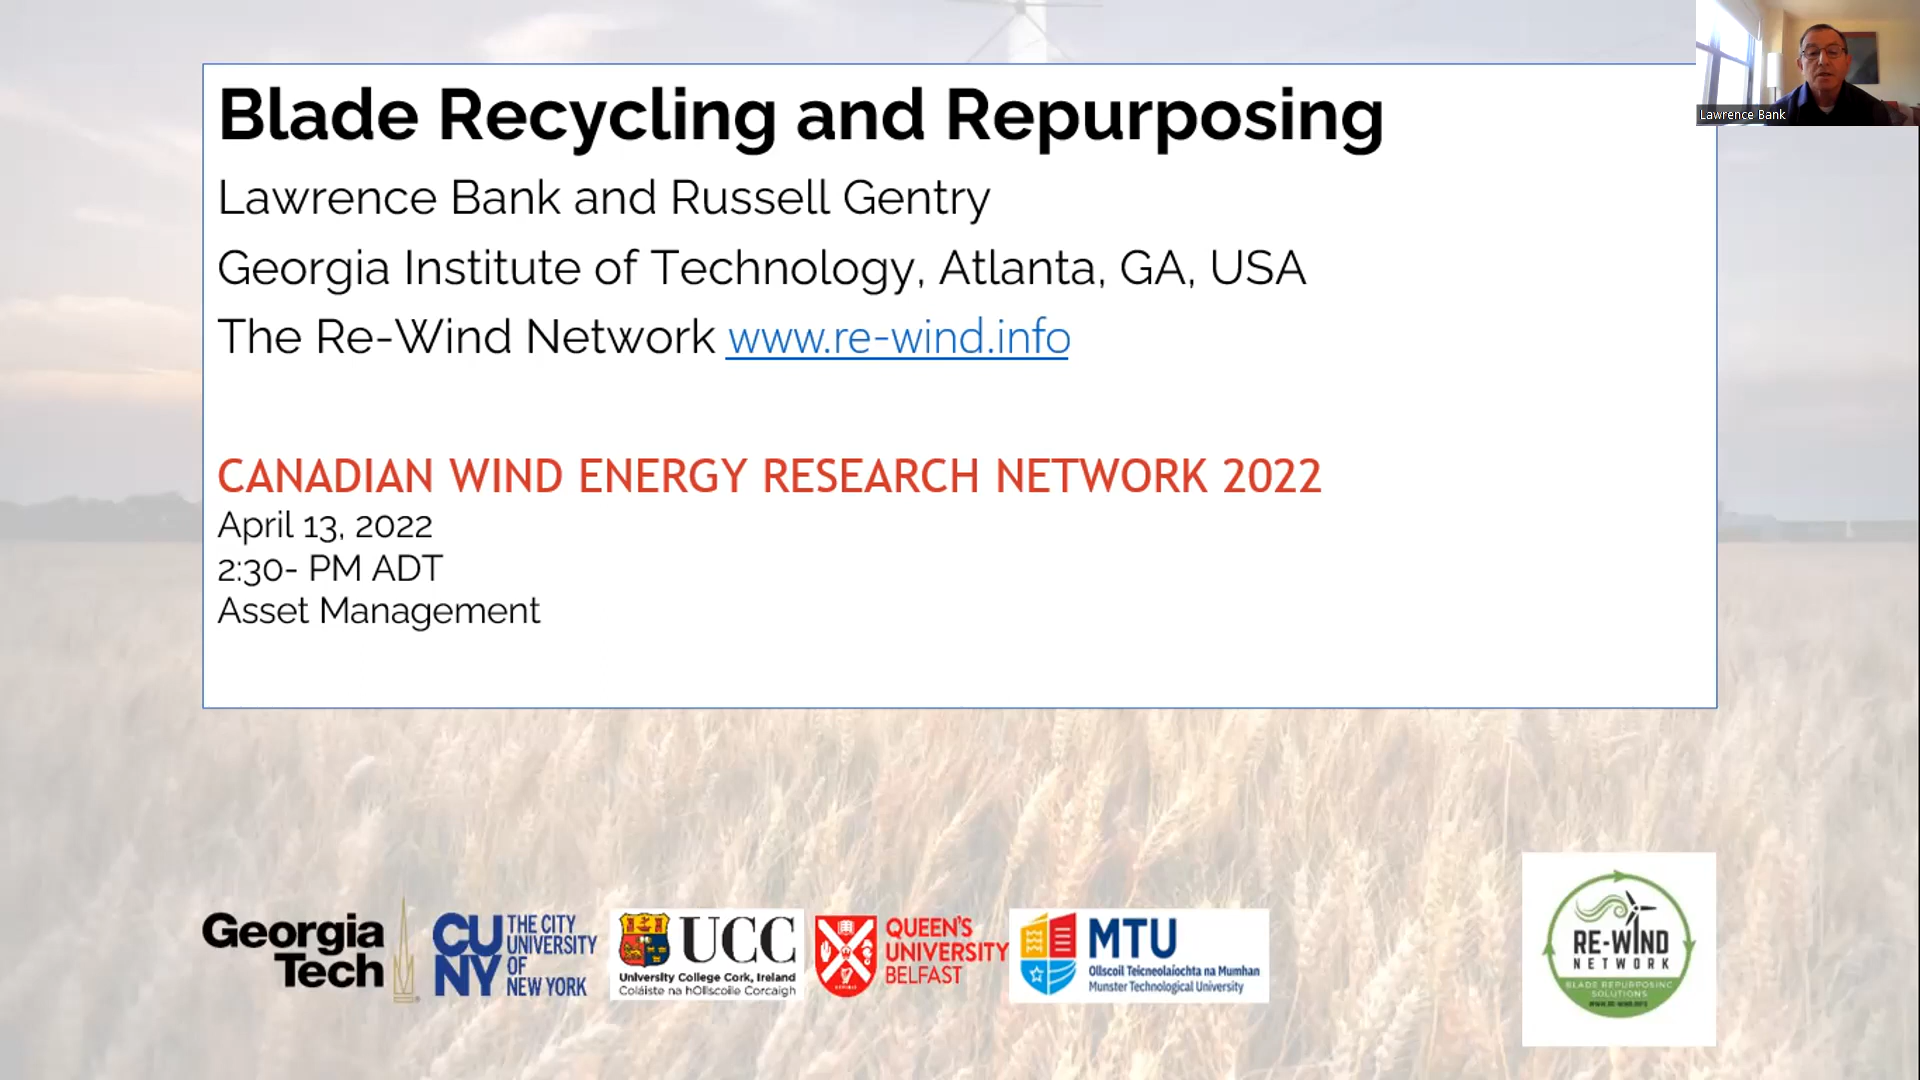 Blade Recycling and Repurposing
Lawrence Bank and Russell Gentry
Georgia Institute of Technology, Atlanta, GA, USA
The Re-Wind Network www.re-wind.info
CANADIAN WIND ENERGY RESEARCH NETWORK 2022
April 13, 2022
2:30- PM ADT
Asset Management
Lawrence Bank
Georgia
Tech
CU
NY
THE CITY
UNIVERSITY
OF
NEW YORK
UCC
University College Cork, Ireland
Coláiste na hOllscoile Corcaigh
QUEEN'S
UNIVERSITY
BELFAST
MTU
Ollscoil Teicneolaíochta na Mumhan
Munster Technological University
RE-WIND
NETWORK
BLADE REPURPOSING
SOLUTIONS